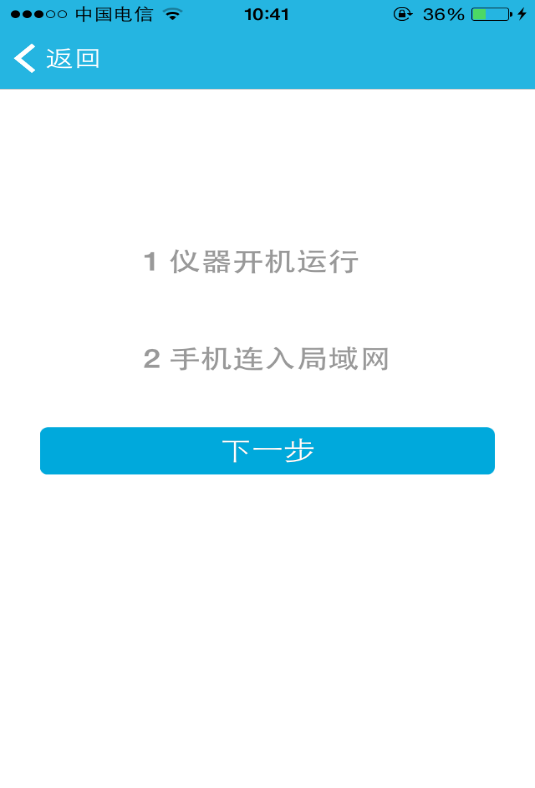 中国电信 10:41 36%
返回
1 仪器开机运行
2 手机连入局域网
下一步